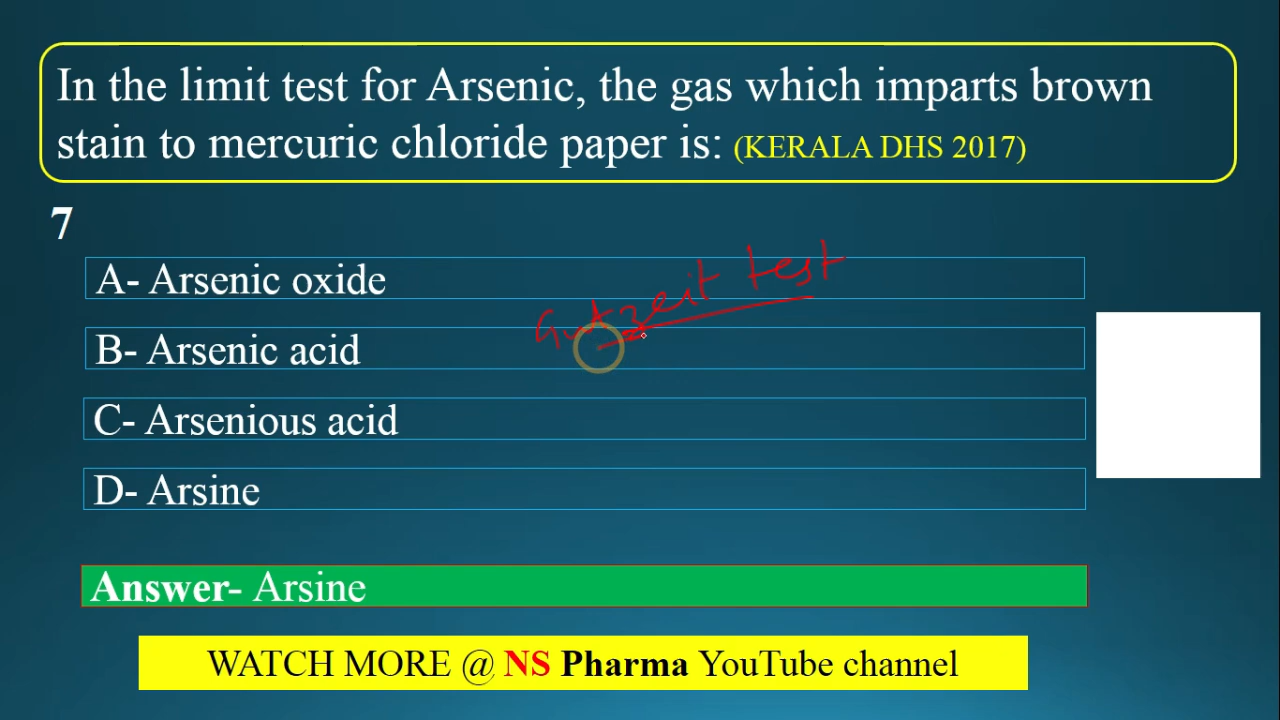 In the limit test for Arsenic, the gas which imparts brown
stain to mercuric chloride paper is: (KERALA DHS 2017)
7
A- Arsenic oxide
Gutzeit test
B- Arsenic acid
C- Arsenious acid
D- Arsine
Answer- Arsine
WATCH MORE @ NS Pharma YouTube channel